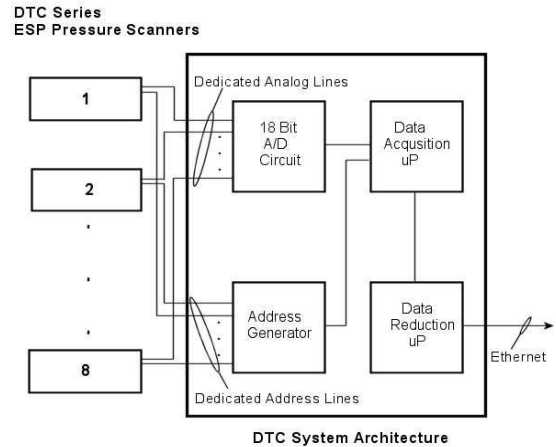 DTC Series
ESP Pressure Scanners
Dedicated Analog Lines
1
2
8
18 Bit
A/D
Circuit
Data
Acqusition
uP
Address
Generator
Data
Reduction
uP
Ethernet
Dedicated Address Lines
DTC System Architecture